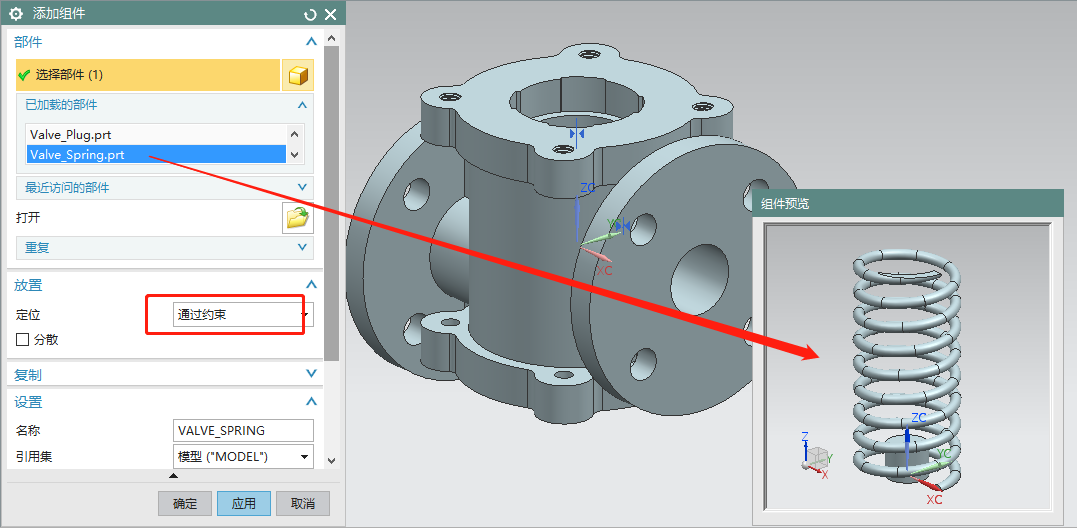 添加组件
部件
选择部件 (1)
已加载的部件
Valve_Plug.prt
Valve_Spring.prt
最近访问的部件
打开
重复
放置
定位
通过约束
分散
复制
设置
名称
VALVE_SPRING
引用集
模型 ("MODEL")
确定
应用
取消
ZC
YC
XC
组件预览
ZC
YC
XC
Z
Y
X